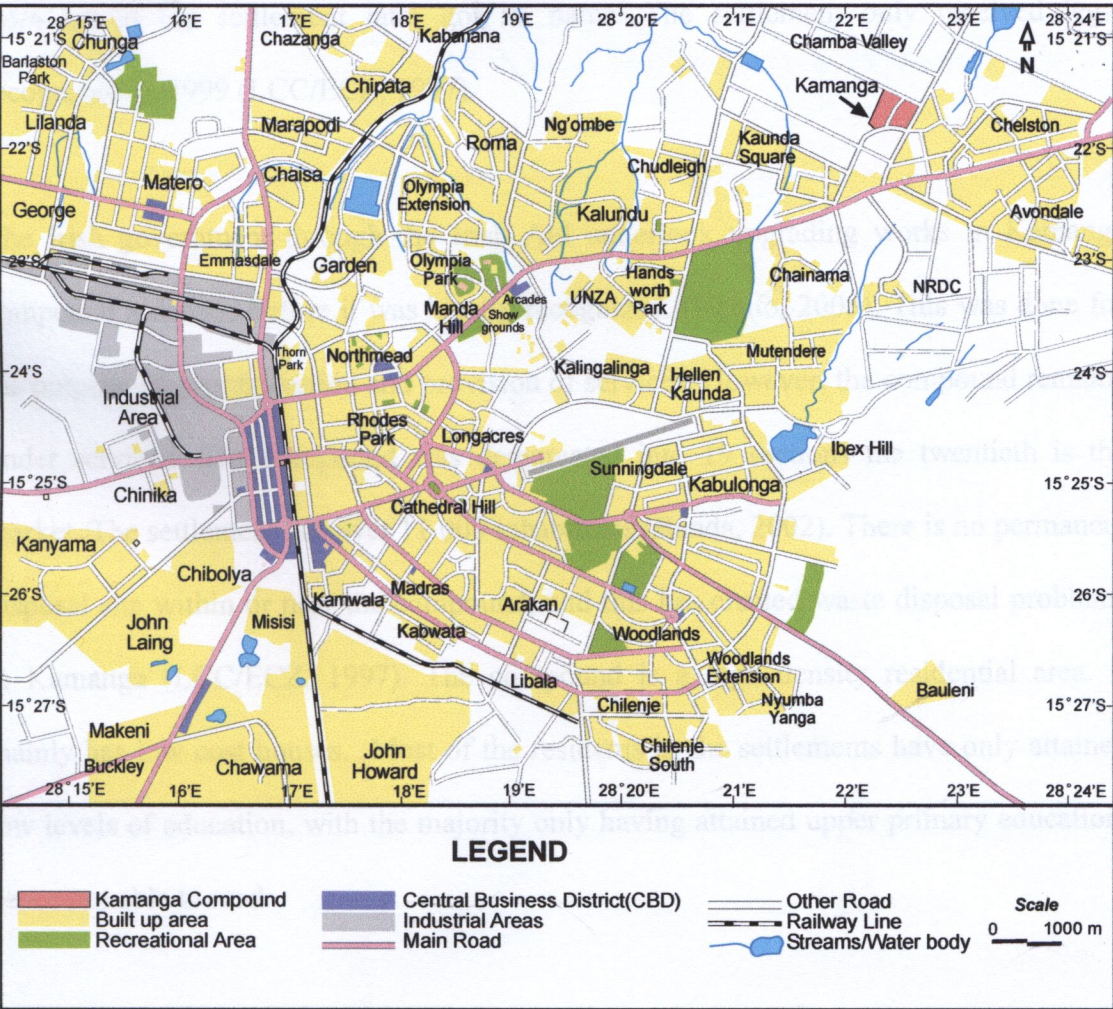 28°15'E 16'E 17'E 18'E 19'E 28°20'E 21'E 22'E 23'E 28°24'E
15°21'S
15°21'S
Chunga
Chazanga
Kabanana
Chamba Valley
N
Barlaston
Park
Chipata
Kamanga
Lilanda
Marapodi
Ng'ombe
Chelston
22'S
22'S
Roma
Kaunda
Square
Chudleigh
Matero
Chaisa
Olympia
Extension
George
Kalundu
Avondale
23'S
23'S
Emmasdale
Garden
Olympia
Park
Hands
worth
Park
Chainama
NRDC
UNZA
Manda
Hill
Arcades
Show
grounds
Thorn
Park
Northmead
Mutendere
24'S
24'S
Kalingalinga
Hellen
Kaunda
Industrial
Area
Rhodes
Park
Longacres
Ibex Hill
Sunningdale
15°25'S
15°25'S
Chinika
Kabulonga
Cathedral Hill
Kanyama
Chibolya
26'S
26'S
Madras
Kamwala
Arakan
John
Laing
Misisi
Kabwata
Woodlands
Woodlands
Extension
Libala
Bauleni
15°27'S
15°27'S
Chilenje
Nyumba
Yanga
Makeni
Buckley
Chawama
John
Howard
Chilenje
South
28°15'E 16'E 17'E 18'E 19'E 28°20'E 21'E 22'E 23'E 28°24'E
LEGEND
Kamanga Compound
Built up area
Recreational Area
Central Business District(CBD)
Industrial Areas
Main Road
Other Road
Railway Line
Streams/Water body
Scale
0 1000 m